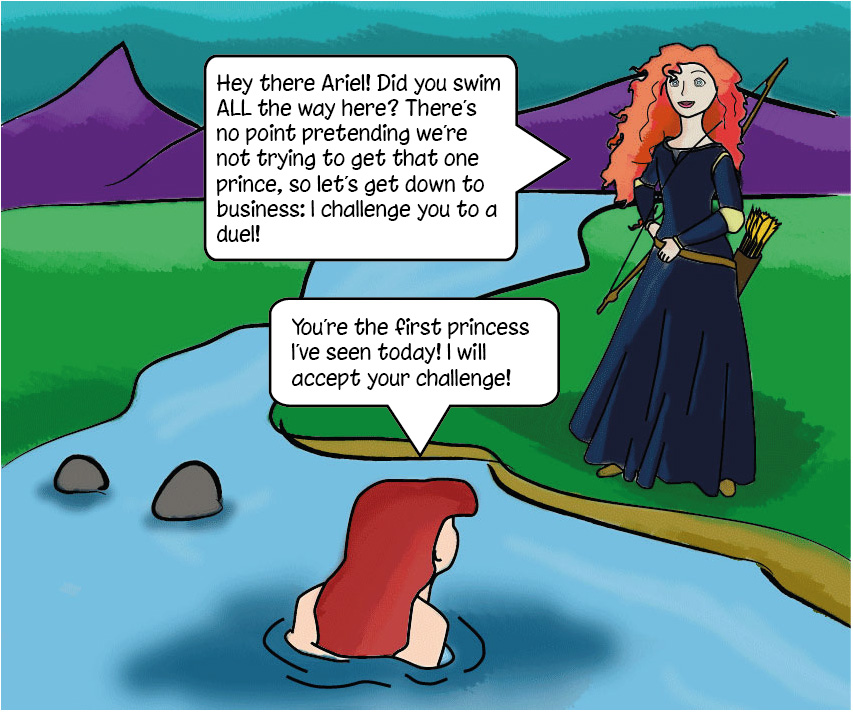 Hey there Ariel! Did you swim
ALL the way here? There's
no point pretending we're
not trying to get that one
prince, so let's get down to
business: I challenge you to a
duel!
You're the first princess
I've seen today! I will
accept your challenge!